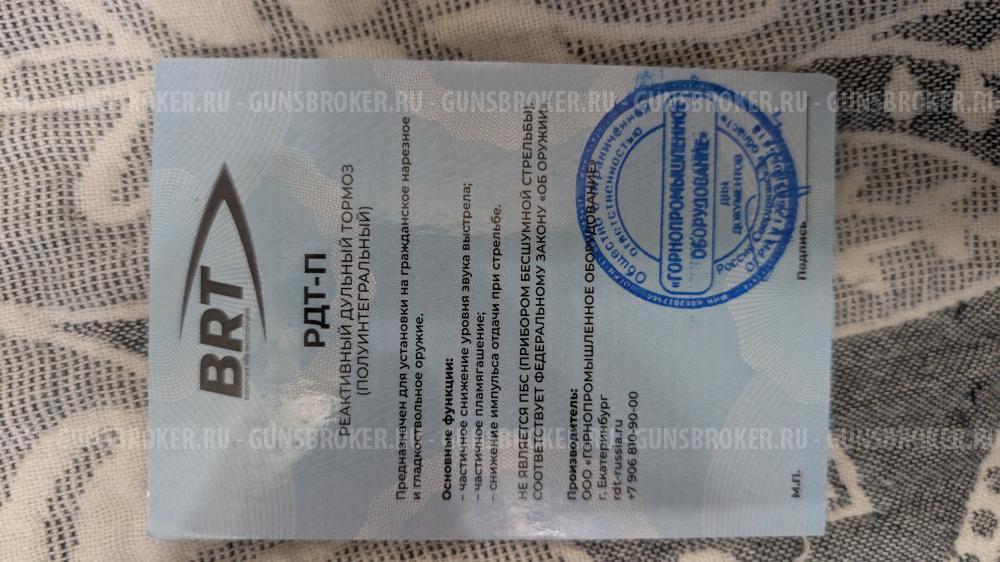 GUNSBROKER.RU - GUNSBROKER.RU - GUNSBROKER.RU - GUNSBROKER.RU - GUNSBROKER.RU
BRT
РДТ-П
РЕАКТИВНЫЙ ДУЛЬНЫЙ ТОРМОЗ
(ПОЛУИНТЕГРАЛЬНЫЙ)
Предназначен для установки на гражданское нарезное
и гладкоствольное оружие.
Основные функции:
– частичное снижение уровня звука выстрела;
– частичное пламягашение;
– снижение импульса отдачи при стрельбе.
НЕ ЯВЛЯЕТСЯ ПБС (ПРИБОРОМ БЕСШУМНОЙ СТРЕЛЬБЫ).
СООТВЕТСТВУЕТ ФЕДЕРАЛЬНОМУ ЗАКОНУ «ОБ ОРУЖИИ».
Производитель:
ООО «ГОРНОПРОМЫШЛЕННОЕ ОБОРУДОВАНИЕ»
г. Екатеринбург
rdt-russia.ru
+7 906 810-90-00
М.П.
Подпись
Общество с ограниченной
ответственностью
«ГОРНОПРОМЫШЛЕННОЕ
ОБОРУДОВАНИЕ»
ДЛЯ
ДОКУМЕНТОВ
GUNSBROKER.RU - GUNSBROKER.RU - GUNSBROKER.RU - GUNSBROKER.RU - GUNSBROKER.RU